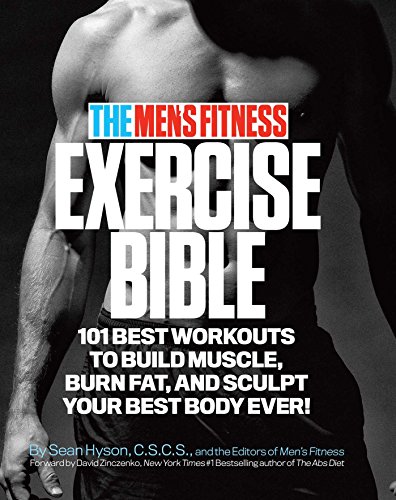 THE MEN'S FITNESS
EXERCISE
BIBLE
101 BEST WORKOUTS
TO BUILD MUSCLE,
BURN FAT, AND SCULPT
YOUR BEST BODY EVER!
By Sean Hyson, C.S.C.S., and the Editors of Men's Fitness
Forward by David Zinczenko, New York Times #1 Bestselling author of The Abs Diet